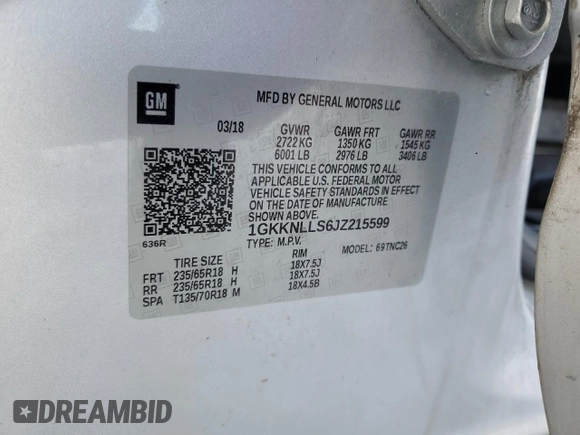 GM
MFD BY GENERAL MOTORS LLC
03/18 GVWR GAWR FRT GAWR RR
2722 KG 1350 KG 1545 KG
6001 LB 2976 LB 3406 LB
THIS VEHICLE CONFORMS TO ALL
APPLICABLE U.S. FEDERAL MOTOR
VEHICLE SAFETY STANDARDS IN EFFECT
ON THE DATE OF MANUFACTURE
SHOWN ABOVE.
1GKKNLLS6JZ215599
636R
TYPE: M.P.V. MODEL: 69TNC26
TIRE SIZE RIM
FRT 235/65R18 H 18X7.5J
RR 235/65R18 H 18X7.5J
SPA T135/70R18 M 18X4.5B
DREAMBID